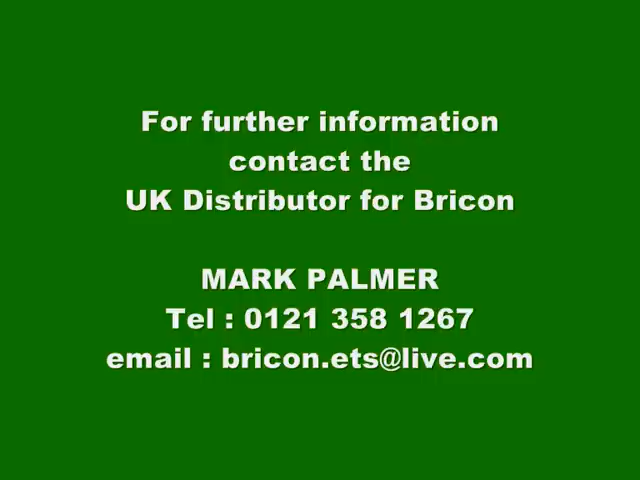 For further information
contact the
UK Distributor for Bricon
MARK PALMER
Tel : 0121 358 1267
email : bricon.ets@live.com